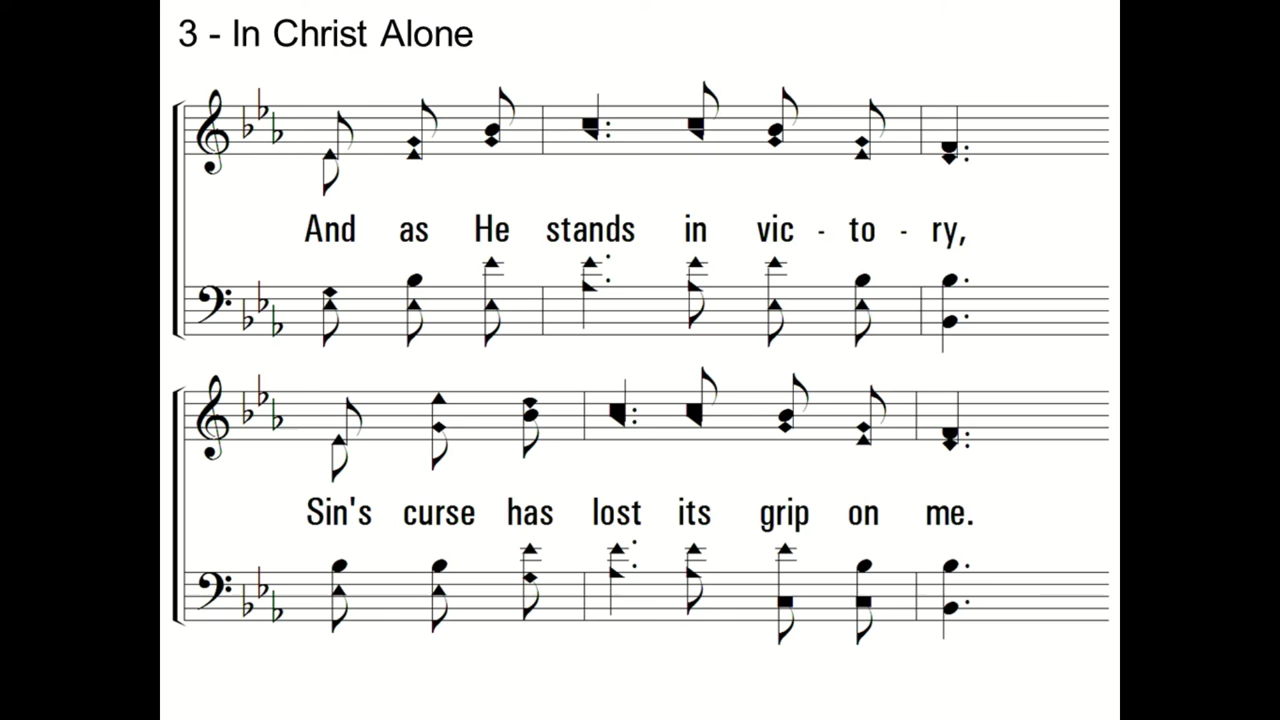 3 - In Christ Alone
And as He stands in vic - to - ry,
Sin's curse has lost its grip on me.